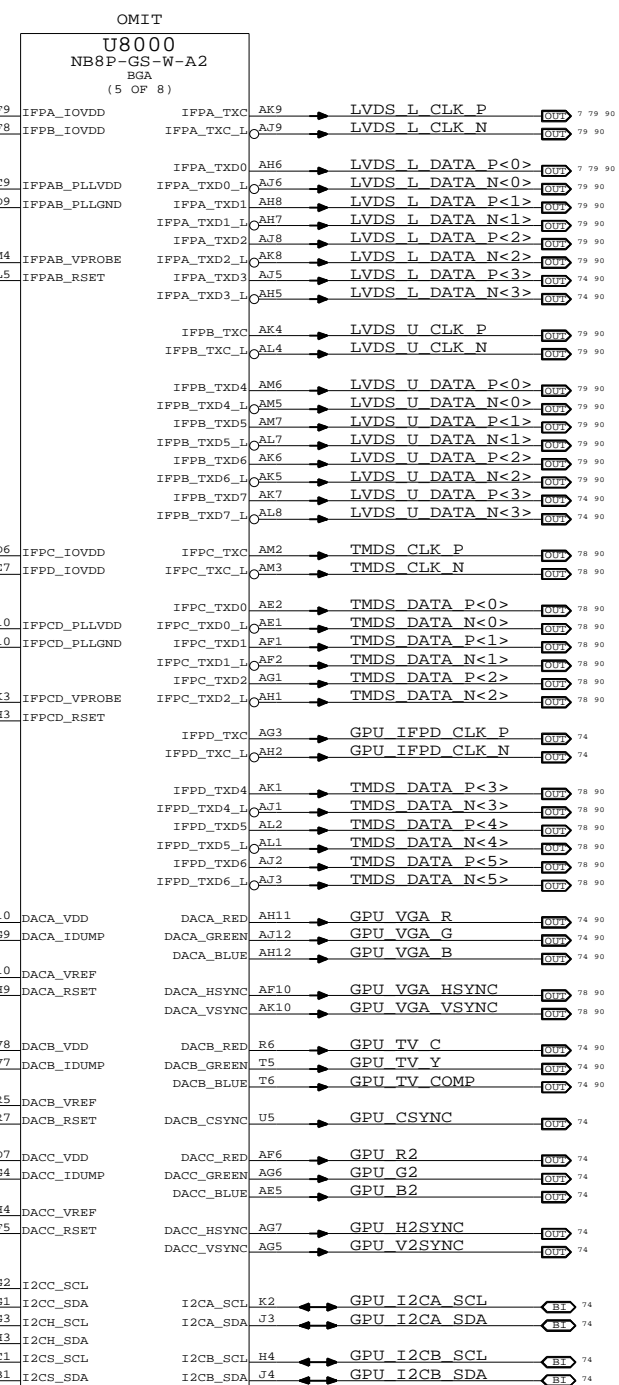 OMIT
U8000
NB8P-GS-W-A2
BGA
(5 OF 8)
IFPA_IOVDD IFPA_TXC AK9 LVDS_L_CLK_P OUT 7 79 90
IFPB_IOVDD IFPA_TXC_L AJ9 LVDS_L_CLK_N OUT 79 90
IFPA_TXD0 AH6 LVDS_L_DATA_P<0> OUT 7 79 90
IFPAB_PLLVDD IFPA_TXD0_L AJ6 LVDS_L_DATA_N<0> OUT 79 90
IFPAB_PLLGND IFPA_TXD1 AH8 LVDS_L_DATA_P<1> OUT 79 90
IFPA_TXD1_L AH7 LVDS_L_DATA_N<1> OUT 79 90
IFPA_TXD2 AJ8 LVDS_L_DATA_P<2> OUT 79 90
IFPAB_VPROBE IFPA_TXD2_L AK8 LVDS_L_DATA_N<2> OUT 79 90
IFPAB_RSET IFPA_TXD3 AJ5 LVDS_L_DATA_P<3> OUT 74 90
IFPA_TXD3_L AH5 LVDS_L_DATA_N<3> OUT 74 90
IFPB_TXC AK4 LVDS_U_CLK_P OUT 79 90
IFPB_TXC_L AL4 LVDS_U_CLK_N OUT 79 90
IFPB_TXD4 AM6 LVDS_U_DATA_P<0> OUT 79 90
IFPB_TXD4_L AM5 LVDS_U_DATA_N<0> OUT 79 90
IFPB_TXD5 AM7 LVDS_U_DATA_P<1> OUT 79 90
IFPB_TXD5_L AL7 LVDS_U_DATA_N<1> OUT 79 90
IFPB_TXD6 AK6 LVDS_U_DATA_P<2> OUT 79 90
IFPB_TXD6_L AK5 LVDS_U_DATA_N<2> OUT 79 90
IFPB_TXD7 AK7 LVDS_U_DATA_P<3> OUT 74 90
IFPB_TXD7_L AL8 LVDS_U_DATA_N<3> OUT 74 90
IFPC_IOVDD IFPC_TXC AM2 TMDS_CLK_P OUT 78 90
IFPD_IOVDD IFPC_TXC_L AM3 TMDS_CLK_N OUT 78 90
IFPC_TXD0 AE2 TMDS_DATA_P<0> OUT 78 90
IFPCD_PLLVDD IFPC_TXD0_L AE1 TMDS_DATA_N<0> OUT 78 90
IFPCD_PLLGND IFPC_TXD1 AF1 TMDS_DATA_P<1> OUT 78 90
IFPC_TXD1_L AF2 TMDS_DATA_N<1> OUT 78 90
IFPC_TXD2 AG1 TMDS_DATA_P<2> OUT 78 90
IFPCD_VPROBE IFPC_TXD2_L AH1 TMDS_DATA_N<2> OUT 78 90
IFPCD_RSET
IFPD_TXC AG3 GPU_IFPD_CLK_P OUT 74
IFPD_TXC_L AH2 GPU_IFPD_CLK_N OUT 74
IFPD_TXD4 AK1 TMDS_DATA_P<3> OUT 78 90
IFPD_TXD4_L AJ1 TMDS_DATA_N<3> OUT 78 90
IFPD_TXD5 AL2 TMDS_DATA_P<4> OUT 78 90
IFPD_TXD5_L AL1 TMDS_DATA_N<4> OUT 78 90
IFPD_TXD6 AJ2 TMDS_DATA_P<5> OUT 78 90
IFPD_TXD6_L AJ3 TMDS_DATA_N<5> OUT 78 90
DACA_VDD DACA_RED AH11 GPU_VGA_R OUT 74 90
DACA_IDUMP DACA_GREEN AJ12 GPU_VGA_G OUT 74 90
DACA_BLUE AH12 GPU_VGA_B OUT 74 90
DACA_VREF
DACA_RSET DACA_HSYNC AF10 GPU_VGA_HSYNC OUT 78 90
DACA_VSYNC AK10 GPU_VGA_VSYNC OUT 78 90
DACB_VDD DACB_RED R6 GPU_TV_C OUT 74 90
DACB_IDUMP DACB_GREEN T5 GPU_TV_Y OUT 74 90
DACB_BLUE T6 GPU_TV_COMP OUT 74 90
DACB_VREF
DACB_RSET DACB_CSYNC U5 GPU_CSYNC OUT 74
DACC_VDD DACC_RED AF6 GPU_R2 OUT 74
DACC_IDUMP DACC_GREEN AG6 GPU_G2 OUT 74
DACC_BLUE AE5 GPU_B2 OUT 74
DACC_VREF
DACC_RSET DACC_HSYNC AG7 GPU_H2SYNC OUT 74
DACC_VSYNC AG5 GPU_V2SYNC OUT 74
I2CC_SCL
I2CC_SDA I2CA_SCL K2 GPU_I2CA_SCL BI 74
I2CH_SCL I2CA_SDA J3 GPU_I2CA_SDA BI 74
I2CH_SDA
I2CS_SCL I2CB_SCL H4 GPU_I2CB_SCL BI 74
I2CS_SDA I2CB_SDA J4 GPU_I2CB_SDA BI 74